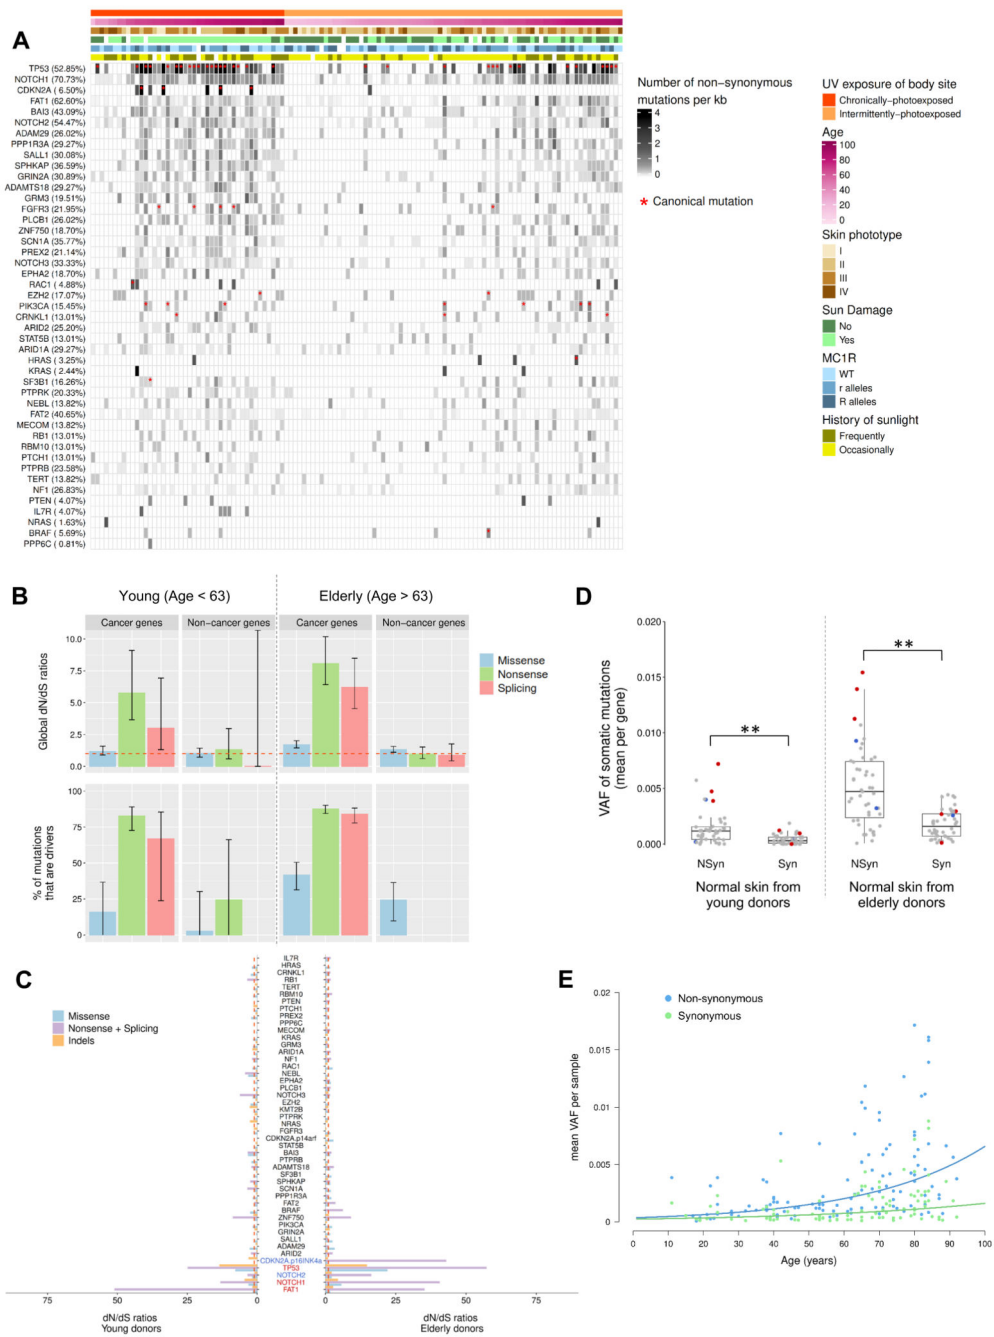 A
TP53 (52.85%)
NOTCH1 (70.73%)
CDKN2A ( 6.50%)
FAT1 (62.60%)
BAI3 (43.09%)
NOTCH2 (54.47%)
ADAM29 (26.02%)
PPP1R3A (29.27%)
SALL1 (30.08%)
SPHKAP (36.59%)
GRIN2A (30.89%)
ADAMTS18 (29.27%)
GRM3 (19.51%)
FGFR3 (21.95%)
PLCB1 (26.02%)
ZNF750 (18.70%)
SCN1A (35.77%)
PREX2 (21.14%)
NOTCH3 (33.33%)
EPHA2 (18.70%)
RAC1 ( 4.88%)
EZH2 (17.07%)
PIK3CA (15.45%)
CRNKL1 (13.01%)
ARID2 (25.20%)
STAT5B (13.01%)
ARID1A (29.27%)
HRAS ( 3.25%)
KRAS ( 2.44%)
SF3B1 (16.26%)
PTPRK (20.33%)
NEBL (13.82%)
FAT2 (40.65%)
MECOM (13.82%)
RB1 (13.01%)
RBM10 (13.01%)
PTCH1 (13.01%)
PTPRB (23.58%)
TERT (13.82%)
NF1 (26.83%)
PTEN ( 4.07%)
IL7R ( 4.07%)
NRAS ( 1.63%)
BRAF ( 5.69%)
PPP6C ( 0.81%)
Number of non-synonymous
mutations per kb
4
3
2
1
0
* Canonical mutation
UV exposure of body site
Chronically-photoexposed
Intermittently-photoexposed
Age
100
80
60
40
20
0
Skin phototype
I
II
III
IV
Sun Damage
No
Yes
MC1R
WT
r alleles
R alleles
History of sunlight
Frequently
Occasionally
B
Young (Age < 63)
Elderly (Age > 63)
Cancer genes
Non-cancer genes
Cancer genes
Non-cancer genes
Global dN/dS ratios
10.0
7.5
5.0
2.5
0.0
Missense
Nonsense
Splicing
% of mutations
that are drivers
100
75
50
25
0
C
Missense
Nonsense + Splicing
Indels
IL7R
HRAS
CRNKL1
RB1
TERT
RBM10
PTEN
PTCH1
PREX2
PPP6C
MECOM
KRAS
GRM3
ARID1A
NF1
RAC1
NEBL
EPHA2
PLCB1
NOTCH3
EZH2
KMT2B
PTPRK
NRAS
FGFR3
CDKN2A.p14arf
STAT5B
BAI3
PTPRB
ADAMTS18
SF3B1
SPHKAP
SCN1A
PPP1R3A
FAT2
BRAF
ZNF750
PIK3CA
GRIN2A
SALL1
ADAM29
ARID2
CDKN2A.p16INK4a
TP53
NOTCH2
NOTCH1
FAT1
75 50 25 0 0 25 50 75
dN/dS ratios
Young donors
dN/dS ratios
Elderly donors
D
VAF of somatic mutations
(mean per gene)
0.020
0.015
0.010
0.005
0.000
**
**
NSyn Syn NSyn Syn
Normal skin from
young donors
Normal skin from
elderly donors
E
Non-synonymous
Synonymous
mean VAF per sample
0.02
0.015
0.01
0.005
0
0 10 20 30 40 50 60 70 80 90 100
Age (years)